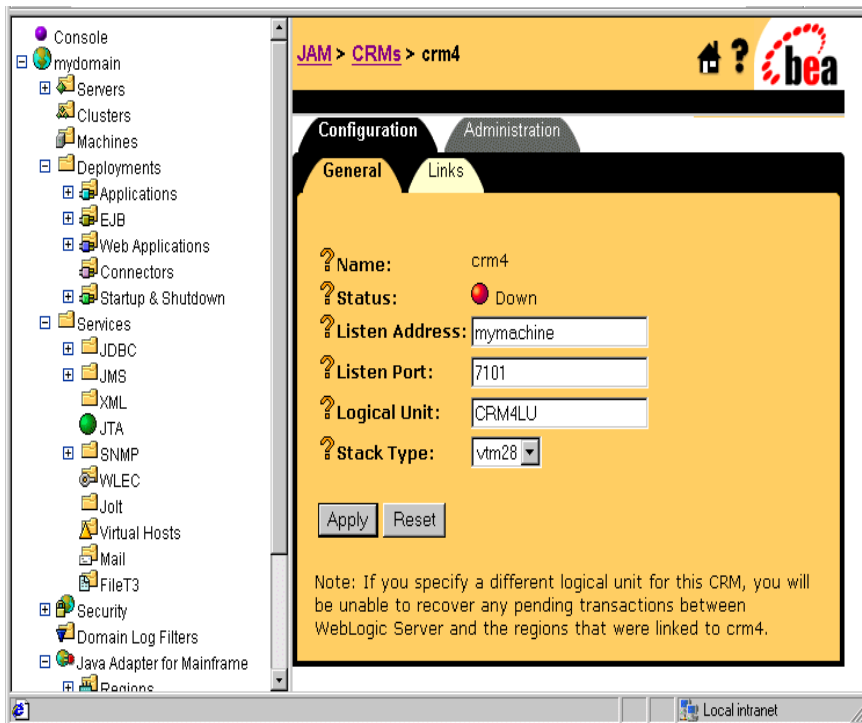 Console
mydomain
Servers
Clusters
Machines
Deployments
Applications
EJB
Web Applications
Connectors
Startup & Shutdown
Services
JDBC
JMS
XML
JTA
SNMP
WLEC
Jolt
Virtual Hosts
Mail
FileT3
Security
Domain Log Filters
Java Adapter for Mainframe
Regions
JAM > CRMs > crm4
?
bea
Configuration
Administration
General
Links
? Name: crm4
? Status: Down
? Listen Address: mymachine
? Listen Port: 7101
? Logical Unit: CRM4LU
? Stack Type: vtm28
Apply Reset
Note: If you specify a different logical unit for this CRM, you will
be unable to recover any pending transactions between
WebLogic Server and the regions that were linked to crm4.
Local intranet